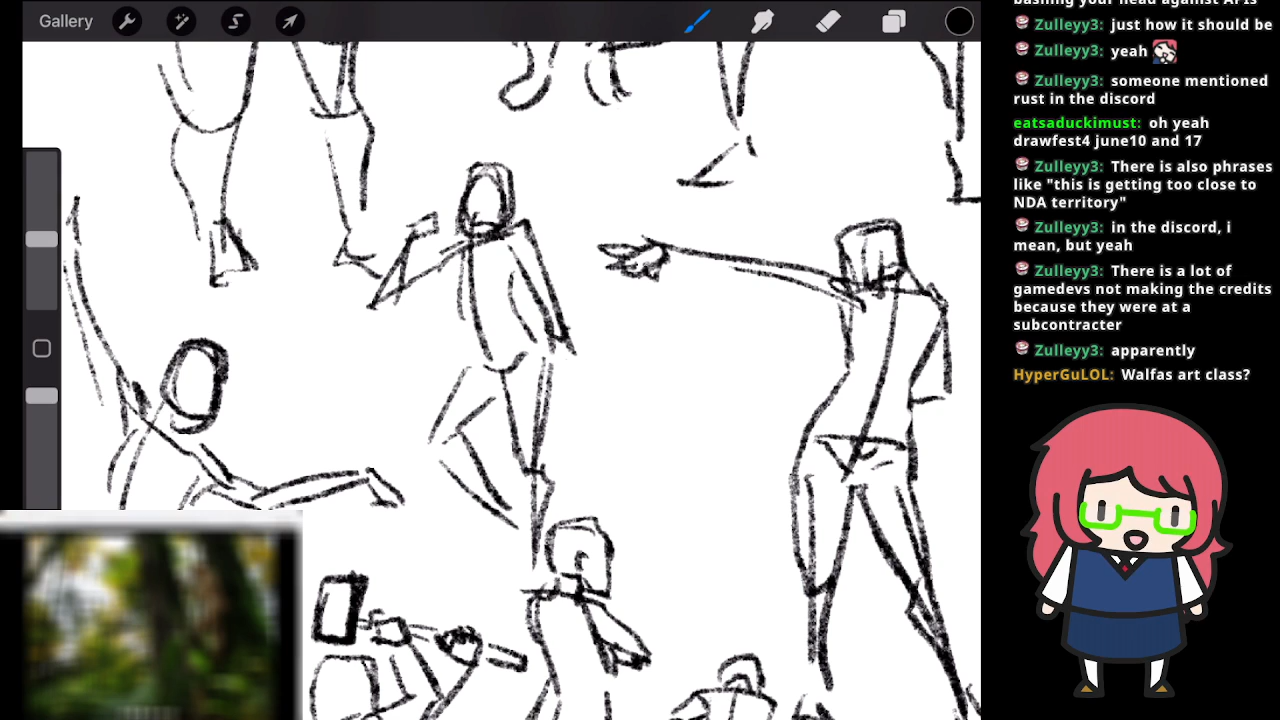 Gallery
bashing your head against APIs
Zulleyy3: just how it should be
Zulleyy3: yeah
Zulleyy3: someone mentioned
rust in the discord
eatsaduckimust: oh yeah
drawfest4 june10 and 17
Zulleyy3: There is also phrases
like "this is getting too close to
NDA territory"
Zulleyy3: in the discord, i
mean, but yeah
Zulleyy3: There is a lot of
gamedevs not making the credits
because they were at a
subcontracter
Zulleyy3: apparently
HyperGuLOL: Walfas art class?